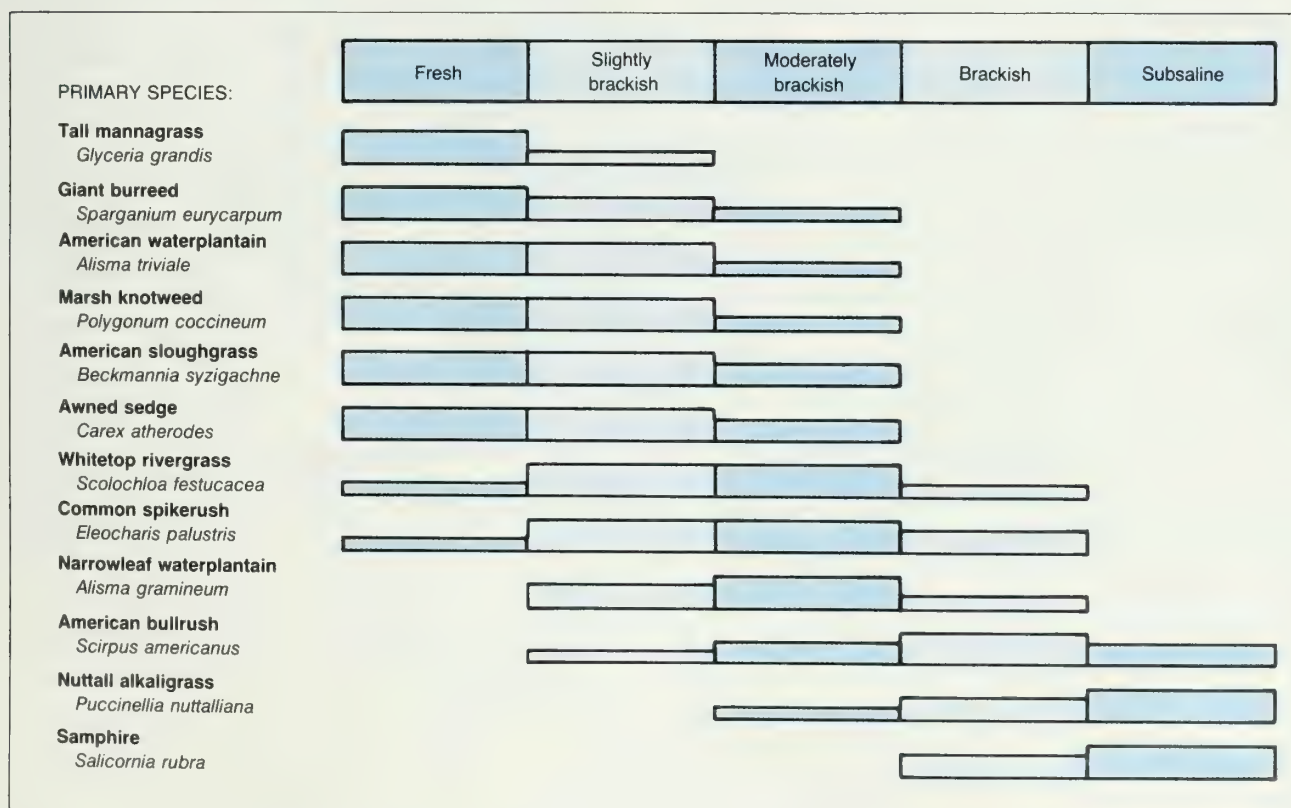 Fresh
Slightly
brackish
Moderately
brackish
Brackish
Subsaline
PRIMARY SPECIES:
Tall mannagrass
Glyceria grandis
Giant burreed
Sparganium eurycarpum
American waterplantain
Alisma triviale
Marsh knotweed
Polygonum coccineum
American sloughgrass
Beckmannia syzigachne
Awned sedge
Carex atherodes
Whitetop rivergrass
Scolochloa festucacea
Common spikerush
Eleocharis palustris
Narrowleaf waterplantain
Alisma gramineum
American bullrush
Scirpus americanus
Nuttall alkaligrass
Puccinellia nuttalliana
Samphire
Salicornia rubra